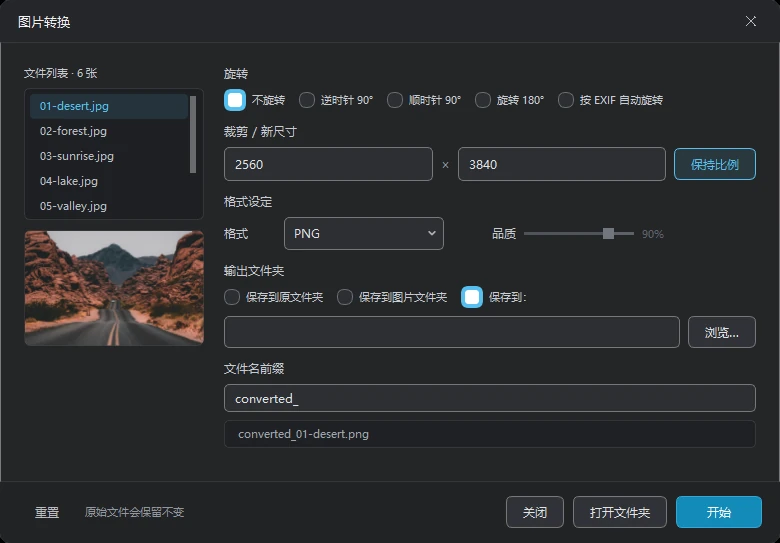 图片转换
文件列表 · 6 张
01-desert.jpg
02-forest.jpg
03-sunrise.jpg
04-lake.jpg
05-valley.jpg
旋转
不旋转 送时针 90° 顺时针 90° 旋转 180° 按 EXIF 自动旋转
裁剪 / 新尺寸
2560 × 3840 保持比例
格式设定
格式 PNG 品质 90%
输出文件夹
保存到原文件夹 保存到图片文件夹 保存到:
浏览...
文件名前缀
converted_
converted_01-desert.png
重置 原始文件会保留不变 关闭 打开文件夹 开始